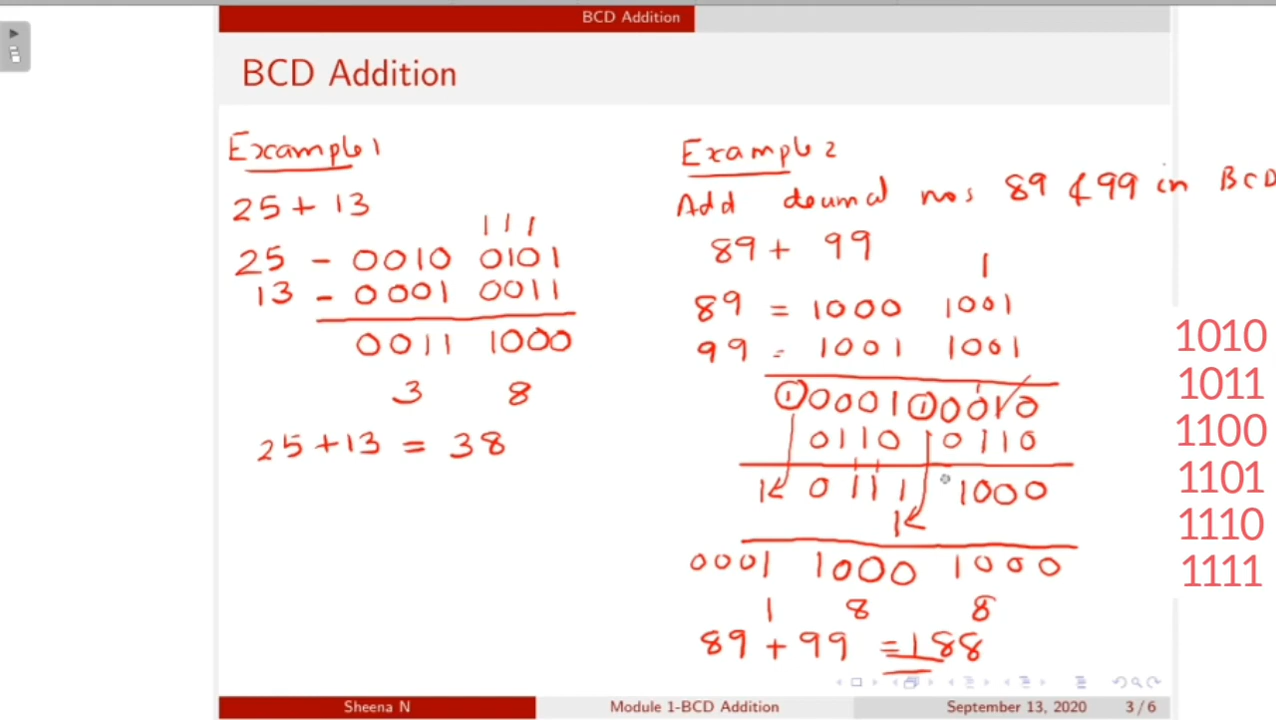 BCD Addition
BCD Addition
Example 1
25 + 13
1 1 1
25 - 0010 0101
13 - 0001 0011
0011 1000
3 8
25 + 13 = 38
Example 2
Add decimal nos 89 & 99 in BCD
89 + 99
1
89 = 1000 1001
99 = 1001 1001
1 0001 1 0010
0110 0110
1 0111 1000
1
0001 1000 1000
1 8 8
89 + 99 = 188
1010
1011
1100
1101
1110
1111
Sheena N
Module 1-BCD Addition
September 13, 2020
3 / 6